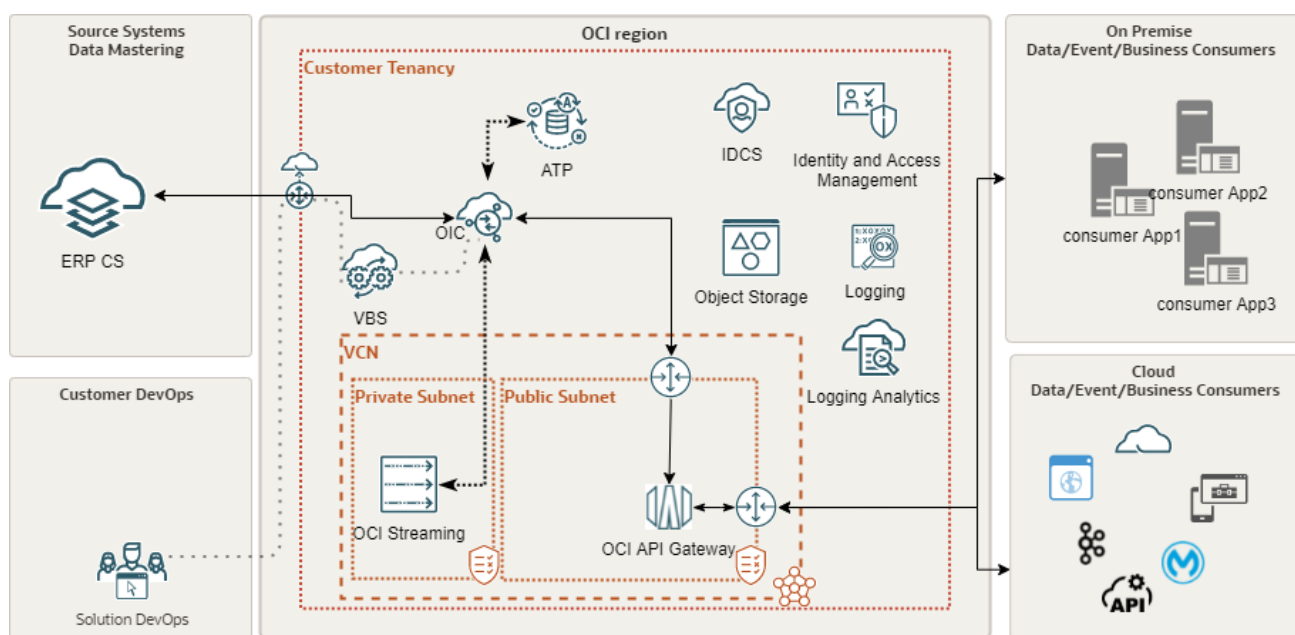 Source Systems
Data Mastering
ERP CS
Customer DevOps
Solution DevOps
OCI region
Customer Tenancy
ATP
IDCS
Identity and Access
Management
OIC
VBS
Object Storage
Logging
Logging Analytics
VCN
Private Subnet
Public Subnet
OCI Streaming
OCI API Gateway
On Premise
Data/Event/Business Consumers
consumer App2
consumer App1
consumer App3
Cloud
Data/Event/Business Consumers
API